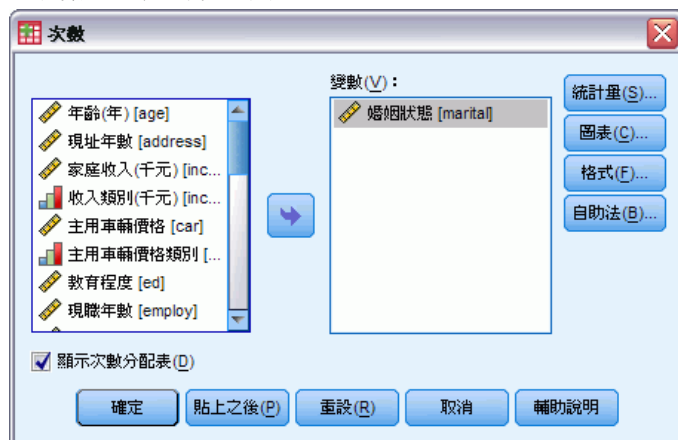 次數
變數(V)：
年齡(年) [age]
現址年數 [address]
家庭收入(千元) [inc...
收入類別(千元) [inc...
主用車輛價格 [car]
主用車輛價格類別 [...
教育程度 [ed]
現職年數 [employ]
婚姻狀態 [marital]
統計量(S)...
圖表(C)...
格式(F)...
自助法(B)...
顯示次數分配表(D)
確定
貼上之後(P)
重設(R)
取消
輔助說明